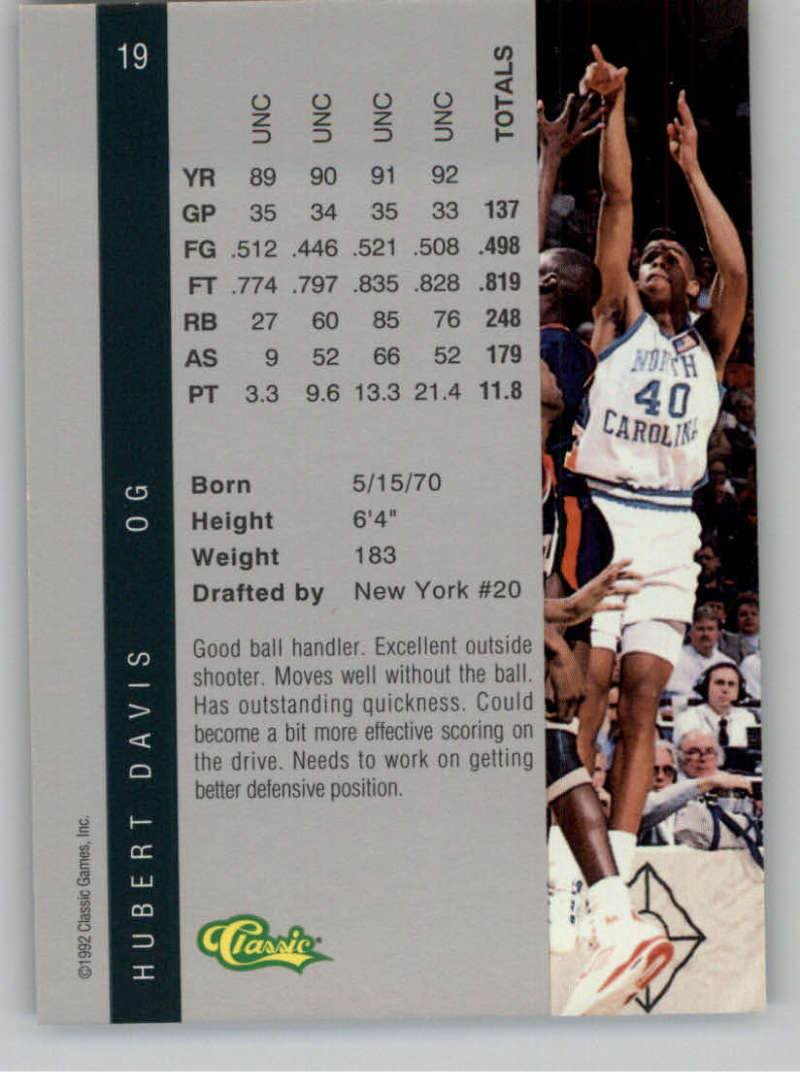 19
UNC UNC UNC UNC TOTALS
YR 89 90 91 92
GP 35 34 35 33 137
FG .512 .446 .521 .508 .498
FT .774 .797 .835 .828 .819
RB 27 60 85 76 248
AS 9 52 66 52 179
PT 3.3 9.6 13.3 21.4 11.8
Born 5/15/70
Height 6'4"
Weight 183
Drafted by New York #20
Good ball handler. Excellent outside
shooter. Moves well without the ball.
Has outstanding quickness. Could
become a bit more effective scoring on
the drive. Needs to work on getting
better defensive position.
HUBERT DAVIS OG
©1992 Classic Games, Inc.
Classic
NORTH
40
CAROLINA